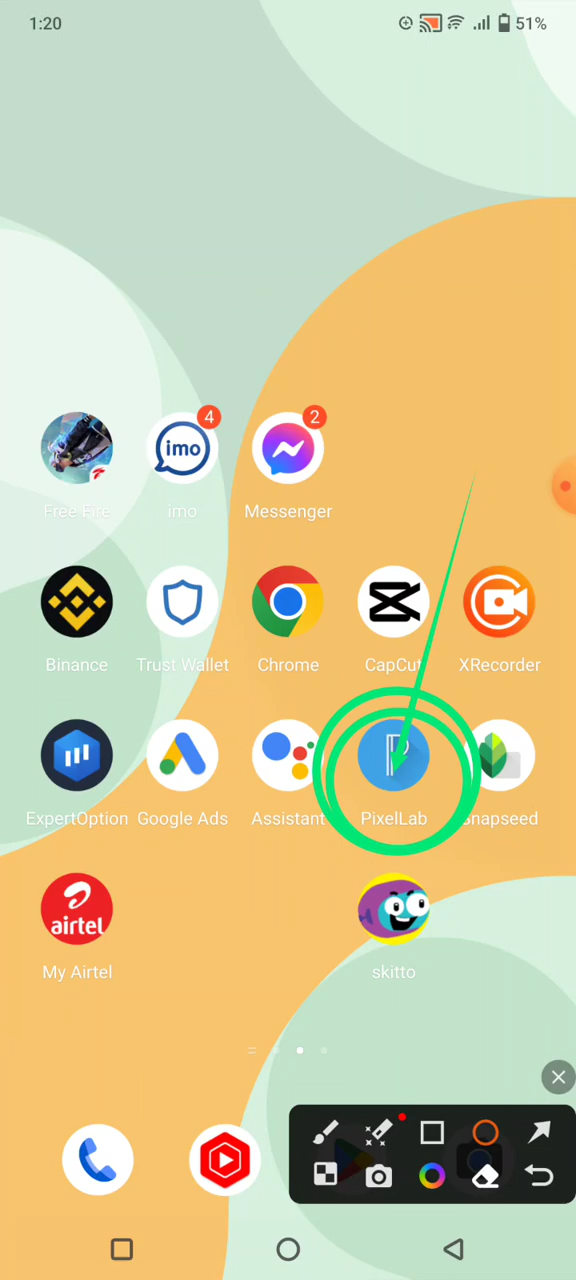 1:20
51%
4
2
imo
Free Fire
imo
Messenger
Binance
Trust Wallet
Chrome
CapCut
XRecorder
P
ExpertOption
Google Ads
Assistant
PixelLab
Snapseed
airtel
My Airtel
skitto